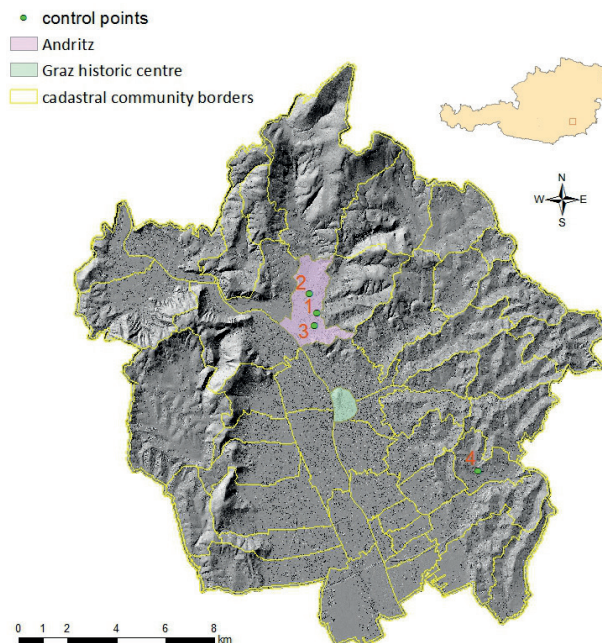 control points
Andritz
Graz historic centre
cadastral community borders
N
W E
S
2
1
3
4
0 1 2 4 6 8
km